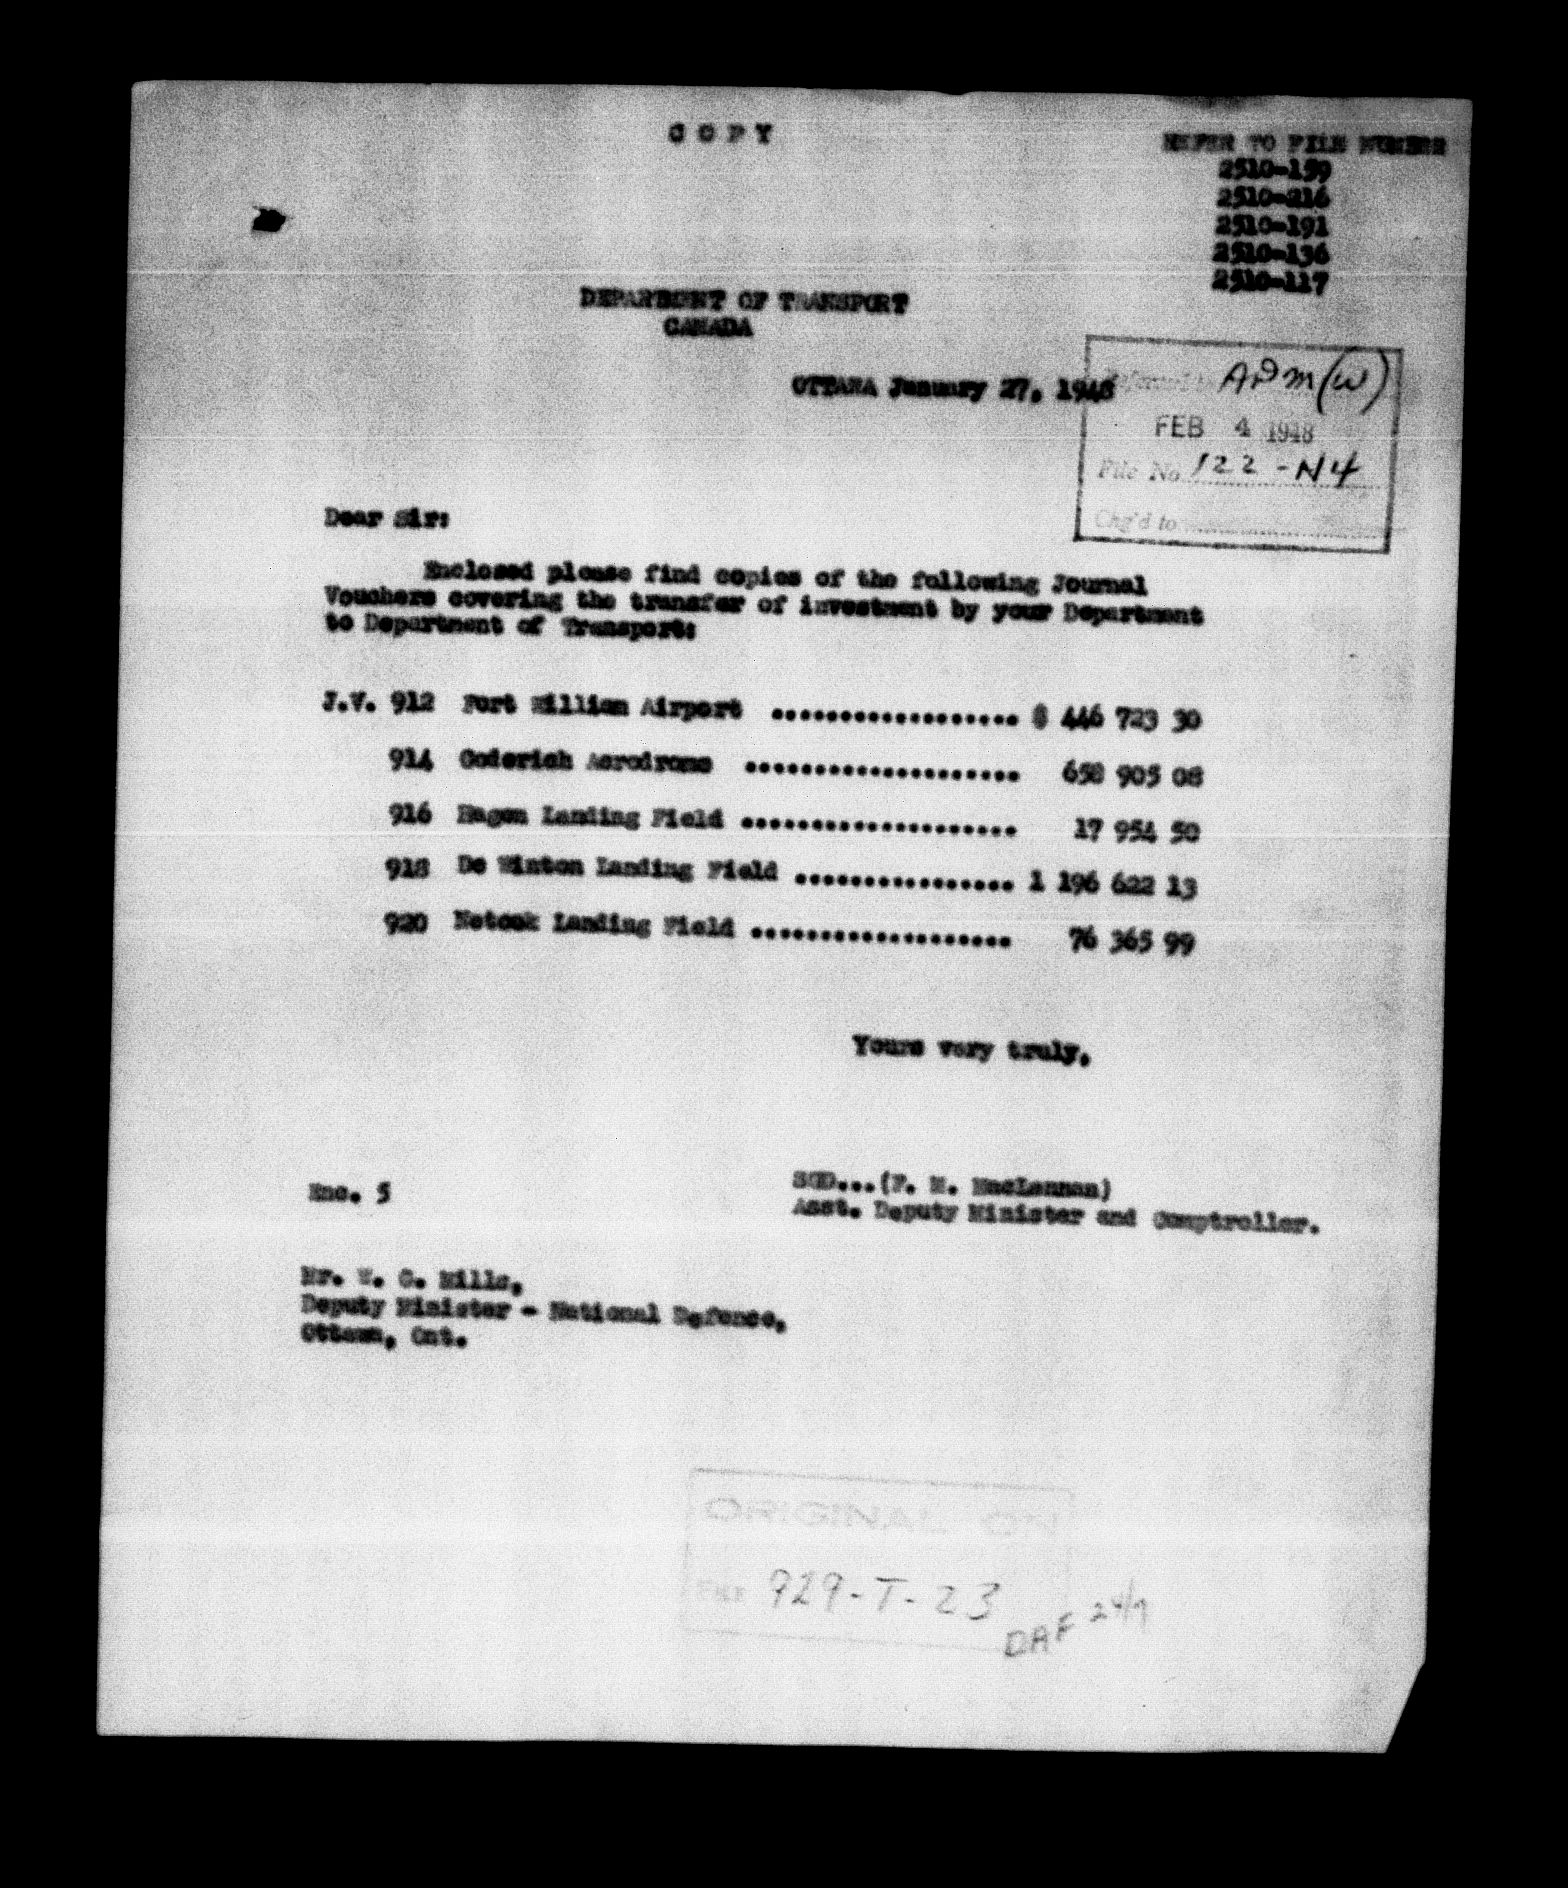 COPY
REFER TO FILE NUMBER
2510-159
2510-216
2510-191
2510-136
2510-117
DEPARTMENT OF TRANSPORT
CANADA
OTTAWA January 27, 1948
Referred to ADM(W)
FEB 4 1948
File No. 122-N4
Chg'd to
Dear Sir:
Enclosed please find copies of the following Journal
Vouchers covering the transfer of investment by your Department
to Department of Transport:
J.V. 912 Fort William Airport .................. $ 446 723 30
914 Goderich Aerodrome .................... 658 905 08
916 Hagen Landing Field .................... 17 954 50
918 De Winton Landing Field ................ 1 196 622 13
920 Netook Landing Field ................... 76 365 99
Yours very truly,
Enc. 5
SGD...(F. M. MacLennan)
Asst. Deputy Minister and Comptroller.
Mr. W. G. Mills,
Deputy Minister - National Defence,
Ottawa, Ont.
ORIGINAL ON
FILE 929-T-23
DAF